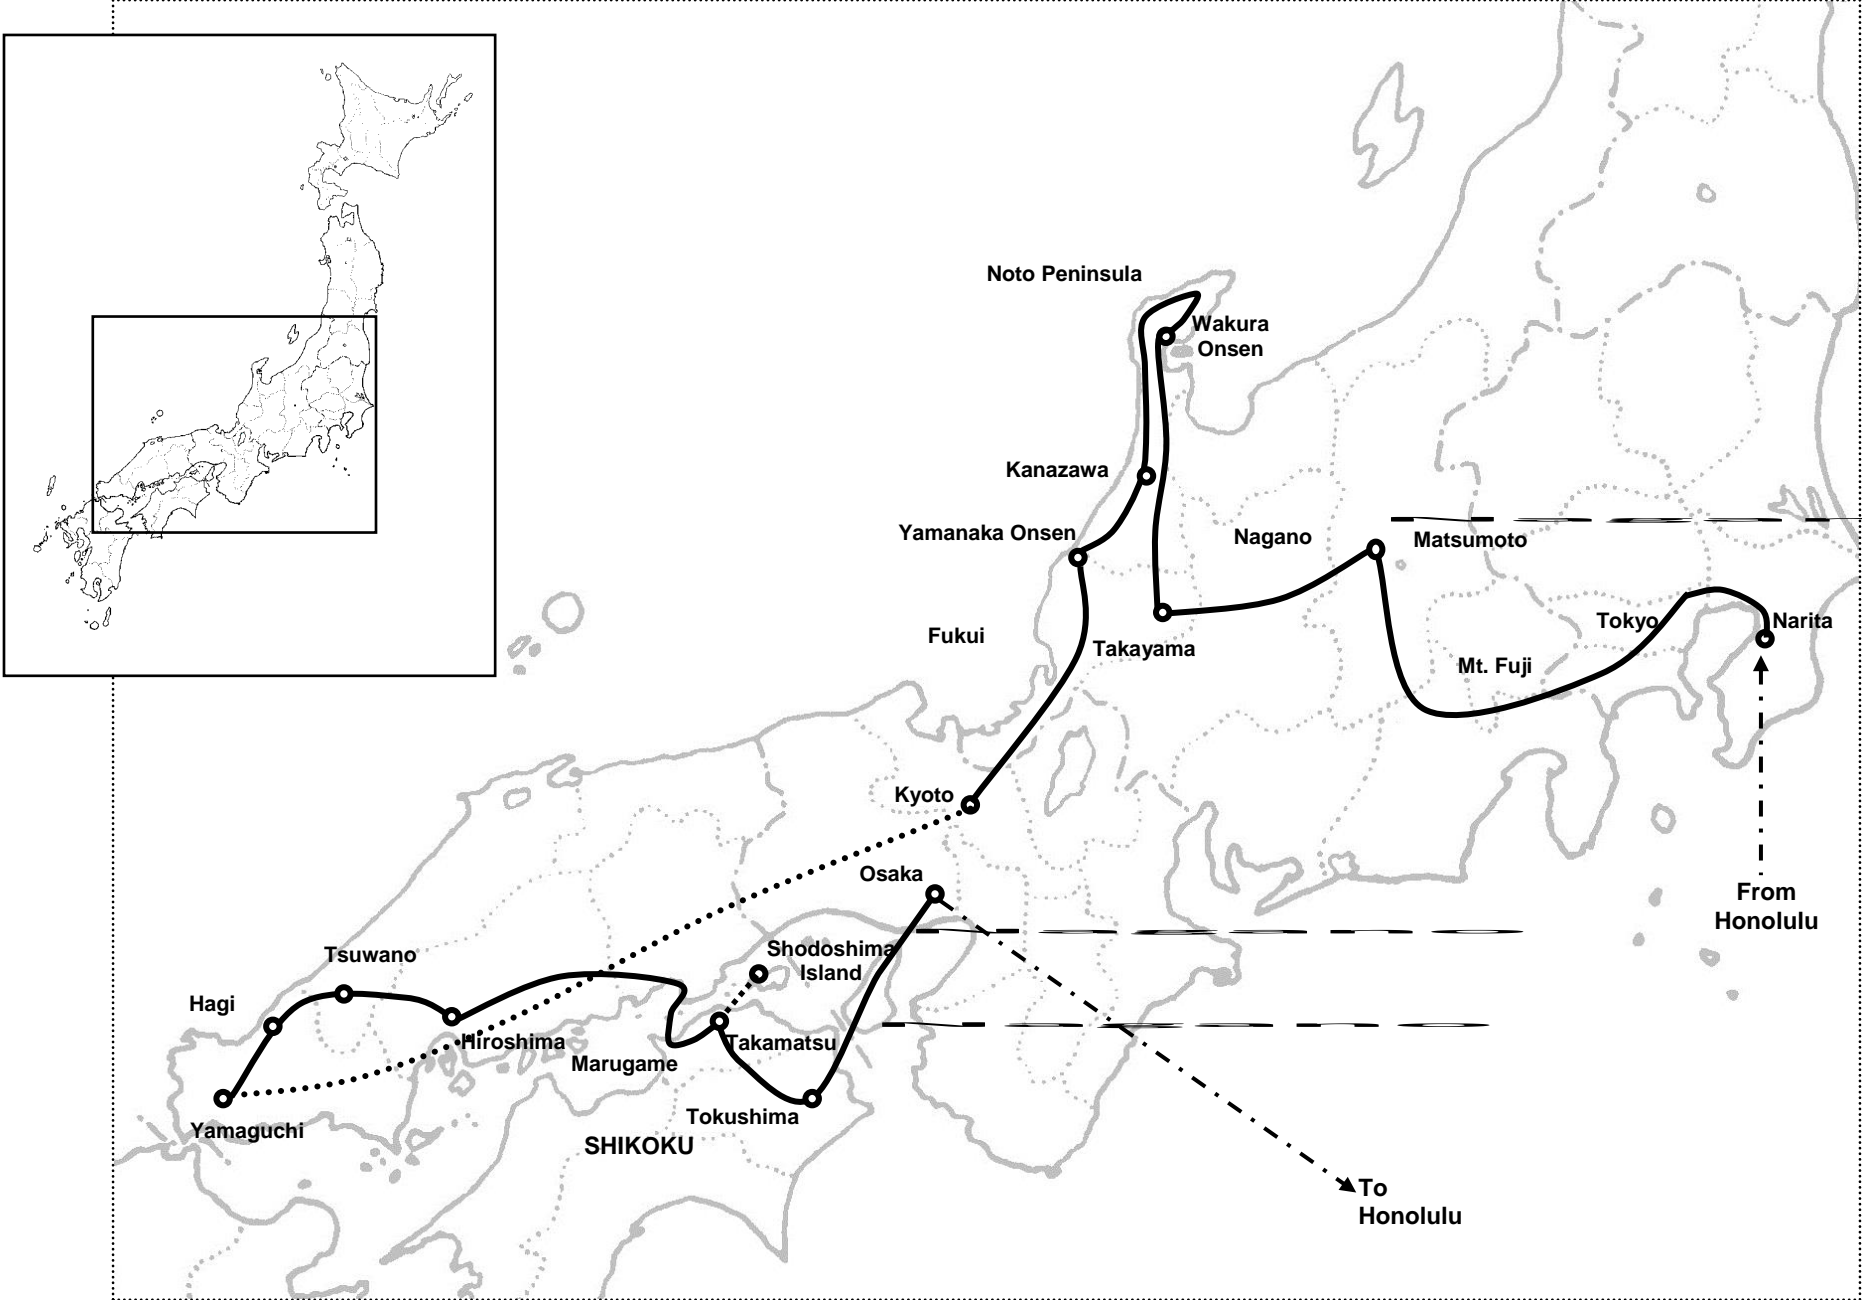 Noto Peninsula
Wakura
Onsen
Kanazawa
Yamanaka Onsen
Nagano
Matsumoto
Fukui
Takayama
Tokyo
Narita
Mt. Fuji
Kyoto
Osaka
From
Honolulu
Tsuwano
Shodoshima
Island
Hagi
Hiroshima
Takamatsu
Marugame
Tokushima
Yamaguchi
SHIKOKU
To
Honolulu